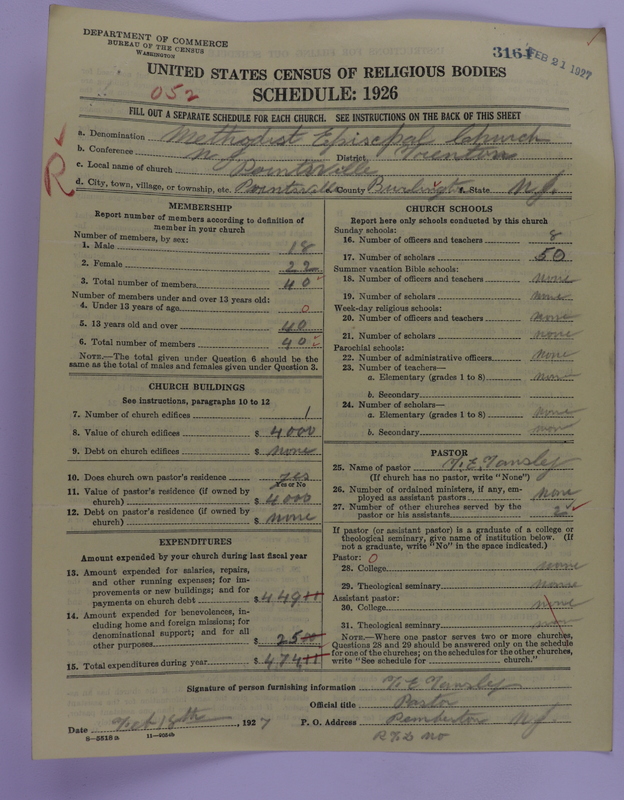 DEPARTMENT OF COMMERCE
BUREAU OF THE CENSUS
WASHINGTON
3164 FEB 21 1927
UNITED STATES CENSUS OF RELIGIOUS BODIES
052
SCHEDULE: 1926
FILL OUT A SEPARATE SCHEDULE FOR EACH CHURCH. SEE INSTRUCTIONS ON THE BACK OF THIS SHEET
R
a. Denomination Methodist Episcopal Church
b. Conference N. J. District Trenton
c. Local name of church Pointville
d. City, town, village, or township, etc. Pointville County Burlington State N. J.
MEMBERSHIP
Report number of members according to definition of
member in your church
Number of members, by sex:
1. Male 18
2. Female 22
3. Total number of members 40
Number of members under and over 13 years old:
4. Under 13 years of age 0
5. 13 years old and over 40
6. Total number of members 40
NOTE.—The total given under Question 6 should be the
same as the total of males and females given under Question 3.
CHURCH BUILDINGS
See instructions, paragraphs 10 to 12
7. Number of church edifices 1
8. Value of church edifices $ 4000
9. Debt on church edifices $ none
10. Does church own pastor's residence yes
Yes or No
11. Value of pastor's residence (if owned by
church) $ 4000
12. Debt on pastor's residence (if owned by
church) $ none
EXPENDITURES
Amount expended by your church during last fiscal year
13. Amount expended for salaries, repairs,
and other running expenses; for im-
provements or new buildings; and for
payments on church debt $ 449 11
14. Amount expended for benevolences, in-
cluding home and foreign missions; for
denominational support; and for all
other purposes $ 25 00
15. Total expenditures during year $ 474 11
CHURCH SCHOOLS
Report here only schools conducted by this church
Sunday schools:
16. Number of officers and teachers 8
17. Number of scholars 50
Summer vacation Bible schools:
18. Number of officers and teachers none
19. Number of scholars none
Week-day religious schools:
20. Number of officers and teachers none
21. Number of scholars none
Parochial schools:
22. Number of administrative officers none
23. Number of teachers—
a. Elementary (grades 1 to 8) none
b. Secondary
24. Number of scholars—
a. Elementary (grades 1 to 8) none
b. Secondary none
PASTOR
25. Name of pastor E. Tansley
(If church has no pastor, write "None")
26. Number of ordained ministers, if any, em-
ployed as assistant pastors none
27. Number of other churches served by the
pastor or his assistants 2
If pastor (or assistant pastor) is a graduate of a college or
theological seminary, give name of institution below. (If
not a graduate, write "No" in the space indicated.)
Pastor: 0
28. College none
29. Theological seminary none
Assistant pastor:
30. College none
31. Theological seminary none
NOTE.—Where one pastor serves two or more churches,
Questions 28 and 29 should be answered only on the schedule
for one of the churches; on the schedules for the other churches,
write "See schedule for church."
Signature of person furnishing information E. Tansley
Official title Pastor
Date Feb 18th, 1927 P. O. Address Pemberton N J.
8—5518a 11—9054b
R F D No